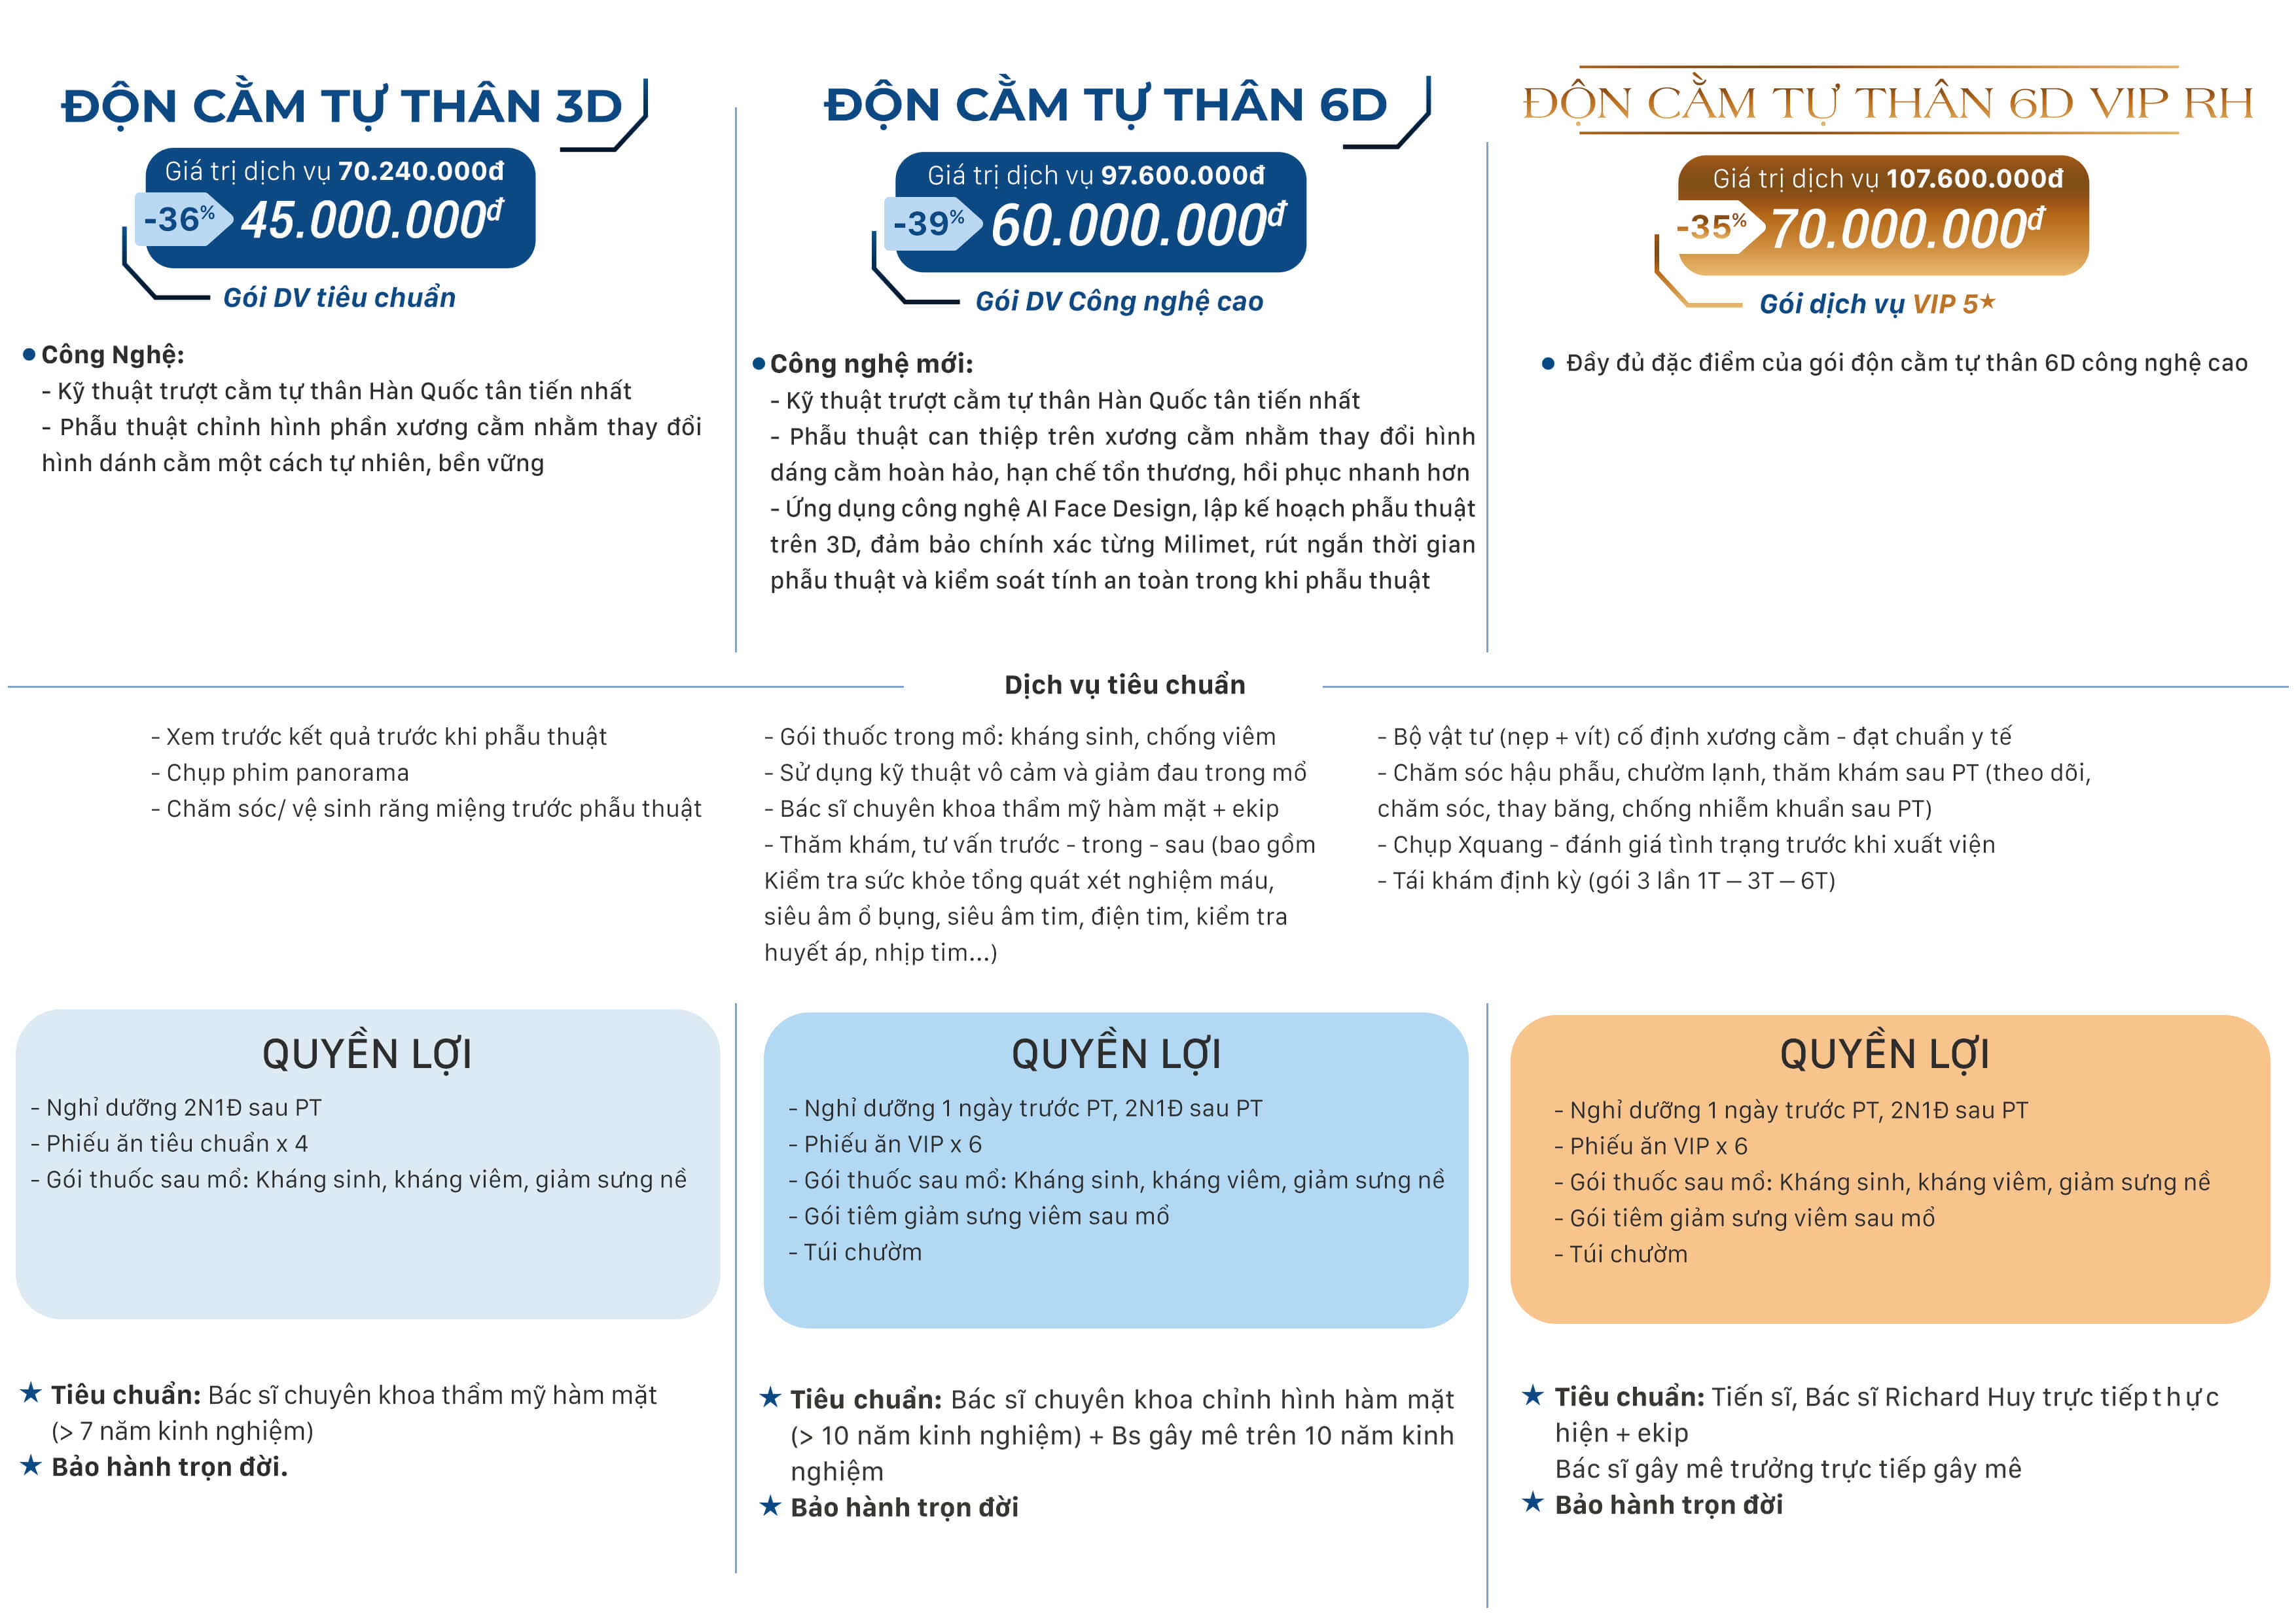 ĐỘN CẰM TỰ THÂN 3D
Giá trị dịch vụ 70.240.000đ
-36%
45.000.000đ
Gói DV tiêu chuẩn
Công Nghệ:
- Kỹ thuật trượt cằm tự thân Hàn Quốc tân tiến nhất
- Phẫu thuật chỉnh hình phần xương cằm nhằm thay đổi
hình dánh cằm một cách tự nhiên, bền vững
ĐỘN CẰM TỰ THÂN 6D
Giá trị dịch vụ 97.600.000đ
-39%
60.000.000đ
Gói DV Công nghệ cao
Công nghệ mới:
- Kỹ thuật trượt cằm tự thân Hàn Quốc tân tiến nhất
- Phẫu thuật can thiệp trên xương cằm nhằm thay đổi hình
dáng cằm hoàn hảo, hạn chế tổn thương, hồi phục nhanh hơn
- Ứng dụng công nghệ AI Face Design, lập kế hoạch phẫu thuật
trên 3D, đảm bảo chính xác từng Milimet, rút ngắn thời gian
phẫu thuật và kiểm soát tính an toàn trong khi phẫu thuật
ĐỘN CẰM TỰ THÂN 6D VIP RH
Giá trị dịch vụ 107.600.000đ
-35%
70.000.000đ
Gói dịch vụ VIP 5★
Đầy đủ đặc điểm của gói độn cằm tự thân 6D công nghệ cao
Dịch vụ tiêu chuẩn
- Xem trước kết quả trước khi phẫu thuật
- Chụp phim panorama
- Chăm sóc/ vệ sinh răng miệng trước phẫu thuật
- Gói thuốc trong mổ: kháng sinh, chống viêm
- Sử dụng kỹ thuật vô cảm và giảm đau trong mổ
- Bác sĩ chuyên khoa thẩm mỹ hàm mặt + ekip
- Thăm khám, tư vấn trước - trong - sau (bao gồm
Kiểm tra sức khỏe tổng quát xét nghiệm máu,
siêu âm ổ bụng, siêu âm tim, điện tim, kiểm tra
huyết áp, nhịp tim...)
- Bộ vật tư (nẹp + vít) cố định xương cằm - đạt chuẩn y tế
- Chăm sóc hậu phẫu, chườm lạnh, thăm khám sau PT (theo dõi,
chăm sóc, thay băng, chống nhiễm khuẩn sau PT)
- Chụp Xquang - đánh giá tình trạng trước khi xuất viện
- Tái khám định kỳ (gói 3 lần 1T – 3T – 6T)
QUYỀN LỢI
- Nghỉ dưỡng 2N1Đ sau PT
- Phiếu ăn tiêu chuẩn x 4
- Gói thuốc sau mổ: Kháng sinh, kháng viêm, giảm sưng nề
QUYỀN LỢI
- Nghỉ dưỡng 1 ngày trước PT, 2N1Đ sau PT
- Phiếu ăn VIP x 6
- Gói thuốc sau mổ: Kháng sinh, kháng viêm, giảm sưng nề
- Gói tiêm giảm sưng viêm sau mổ
- Túi chườm
QUYỀN LỢI
- Nghỉ dưỡng 1 ngày trước PT, 2N1Đ sau PT
- Phiếu ăn VIP x 6
- Gói thuốc sau mổ: Kháng sinh, kháng viêm, giảm sưng nề
- Gói tiêm giảm sưng viêm sau mổ
- Túi chườm
★ Tiêu chuẩn: Bác sĩ chuyên khoa thẩm mỹ hàm mặt
(> 7 năm kinh nghiệm)
★ Bảo hành trọn đời.
★ Tiêu chuẩn: Bác sĩ chuyên khoa chỉnh hình hàm mặt
(> 10 năm kinh nghiệm) + Bs gây mê trên 10 năm kinh
nghiệm
★ Bảo hành trọn đời
★ Tiêu chuẩn: Tiến sĩ, Bác sĩ Richard Huy trực tiếp thực
hiện + ekip
Bác sĩ gây mê trưởng trực tiếp gây mê
★ Bảo hành trọn đời